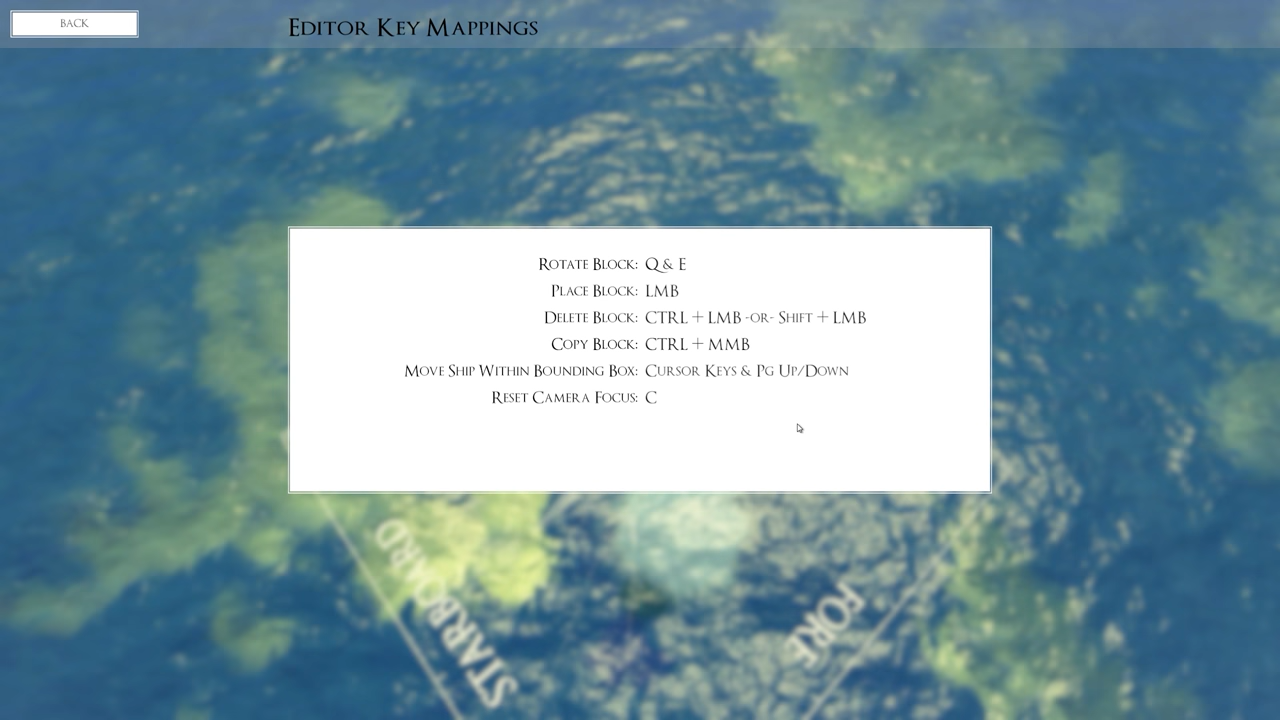 BACK
Editor Key Mappings
Rotate Block: Q & E
Place Block: LMB
Delete Block: CTRL + LMB -or- Shift + LMB
Copy Block: CTRL + MMB
Move Ship Within Bounding Box: Cursor Keys & Pg Up/Down
Reset Camera Focus: C
STARBOARD
FORE